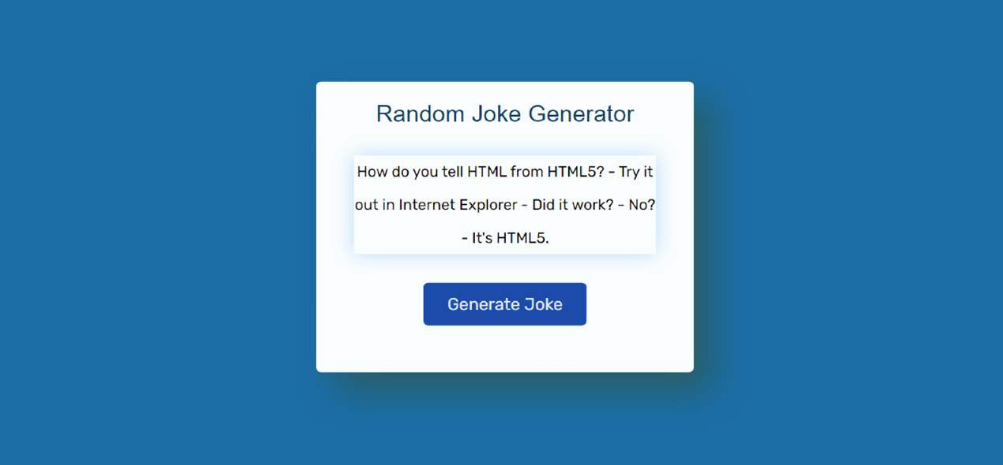 Random Joke Generator
How do you tell HTML from HTML5? - Try it
out in Internet Explorer - Did it work? - No?
- It's HTML5.
Generate Joke